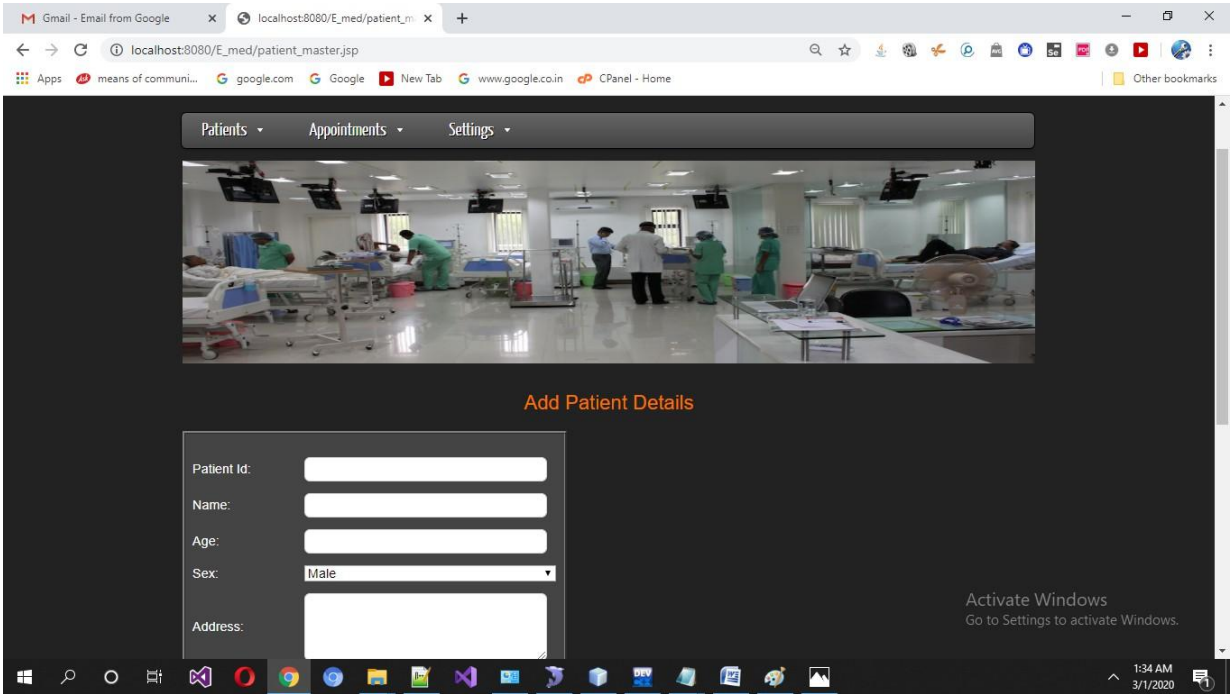 Gmail - Email from Google
localhost:8080/E_med/patient_m
localhost:8080/E_med/patient_master.jsp
Apps means of communi... google.com Google New Tab www.google.co.in CPanel - Home Other bookmarks
Patients Appointments Settings
Add Patient Details
Patient Id:
Name:
Age:
Sex: Male
Address:
Activate Windows
Go to Settings to activate Windows.
DEV
1:34 AM
3/1/2020